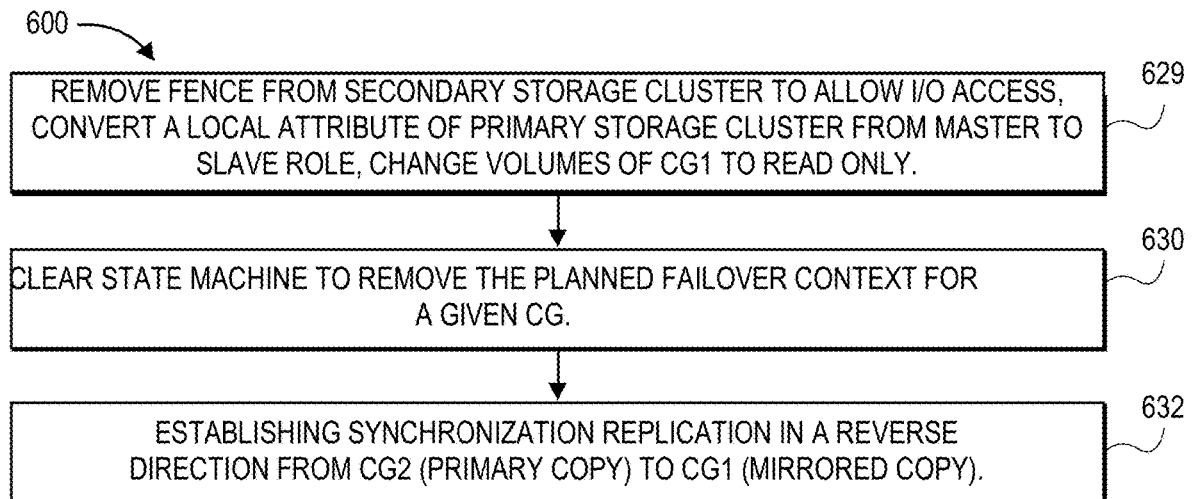 600
629
REMOVE FENCE FROM SECONDARY STORAGE CLUSTER TO ALLOW I/O ACCESS,
CONVERT A LOCAL ATTRIBUTE OF PRIMARY STORAGE CLUSTER FROM MASTER TO
SLAVE ROLE, CHANGE VOLUMES OF CG1 TO READ ONLY.
630
CLEAR STATE MACHINE TO REMOVE THE PLANNED FAILOVER CONTEXT FOR
A GIVEN CG.
632
ESTABLISHING SYNCHRONIZATION REPLICATION IN A REVERSE
DIRECTION FROM CG2 (PRIMARY COPY) TO CG1 (MIRRORED COPY).